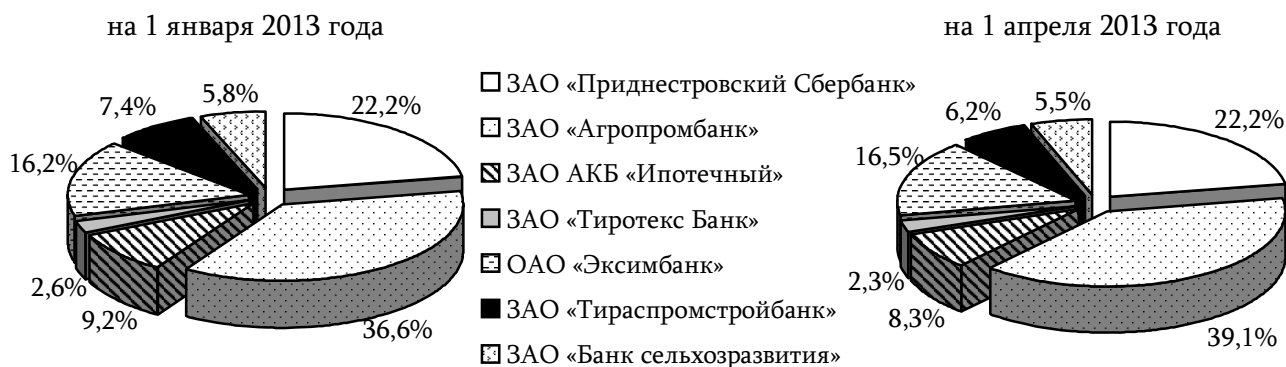 на 1 января 2013 года
7,4%
5,8%
22,2%
16,2%
2,6%
9,2%
36,6%
ЗАО «Приднестровский Сбербанк»
ЗАО «Агропромбанк»
ЗАО АКБ «Ипотечный»
ЗАО «Тиротекс Банк»
ОАО «Эксимбанк»
ЗАО «Тираспромстройбанк»
ЗАО «Банк сельхозразвития»
на 1 апреля 2013 года
6,2%
5,5%
22,2%
16,5%
2,3%
8,3%
39,1%